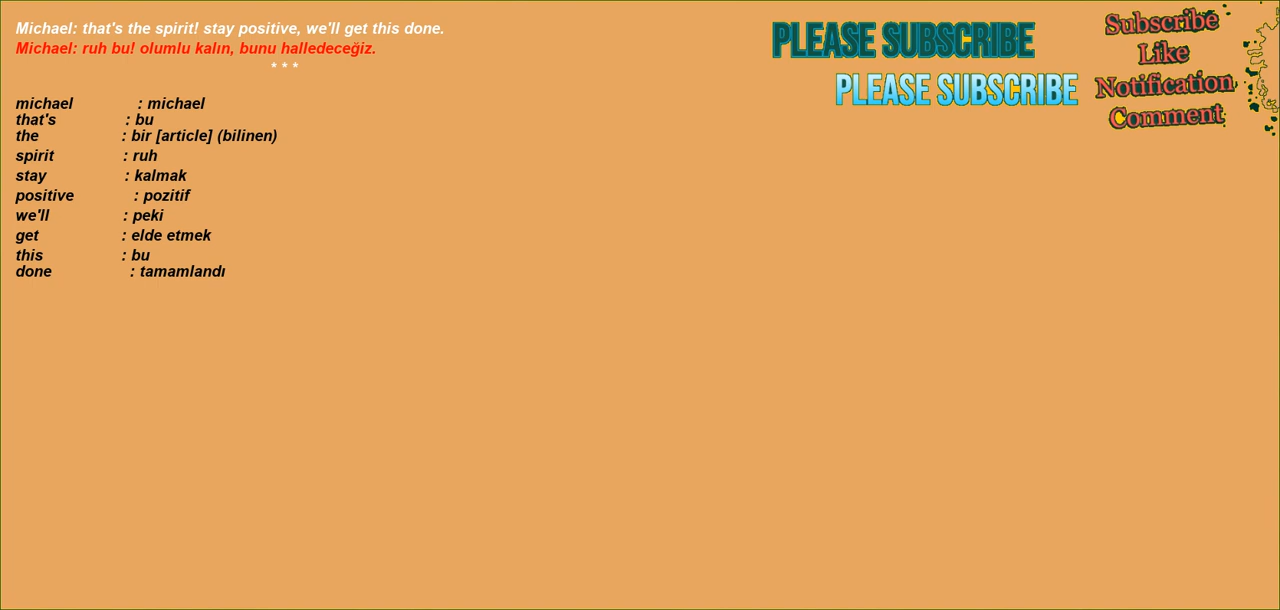 Michael: that's the spirit! stay positive, we'll get this done.
Michael: ruh bu! olumlu kalın, bunu halledeceğiz.
* * *
michael : michael
that's : bu
the : bir [article] (bilinen)
spirit : ruh
stay : kalmak
positive : pozitif
we'll : peki
get : elde etmek
this : bu
done : tamamlandı
PLEASE SUBSCRIBE
PLEASE SUBSCRIBE
Subscribe
Like
Notification
Comment